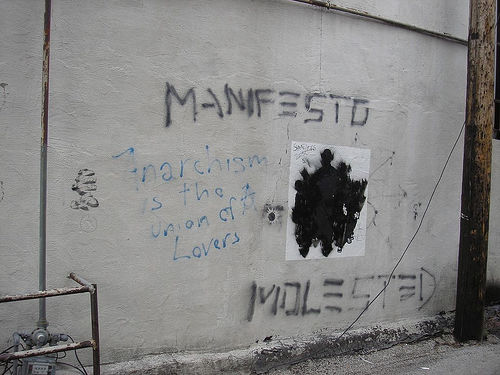 MANIFESTO
Anarchism
is the
Union of
Lovers
MOLESTED